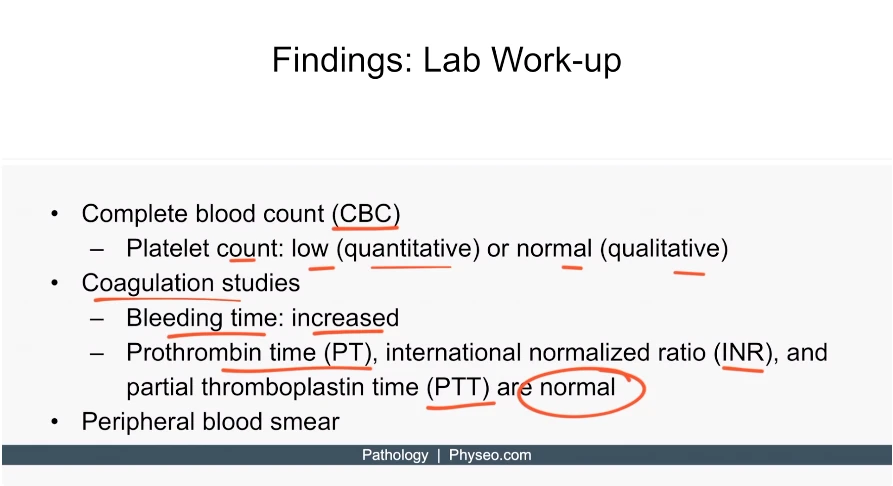 Findings: Lab Work-up
• Complete blood count (CBC)
– Platelet count: low (quantitative) or normal (qualitative)
• Coagulation studies
– Bleeding time: increased
– Prothrombin time (PT), international normalized ratio (INR), and
partial thromboplastin time (PTT) are normal
• Peripheral blood smear
Pathology | Physeo.com